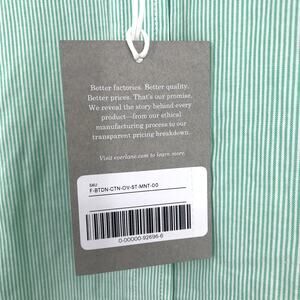 Better factories. Better quality.
Better prices. That's our promise.
We reveal the story behind every
product—from our ethical
manufacturing process to our
transparent pricing breakdown.
Visit everlane.com to learn more.
SKU
F-BTDN-CTN-OV-ST-MNT-00
0-00000-92696-6